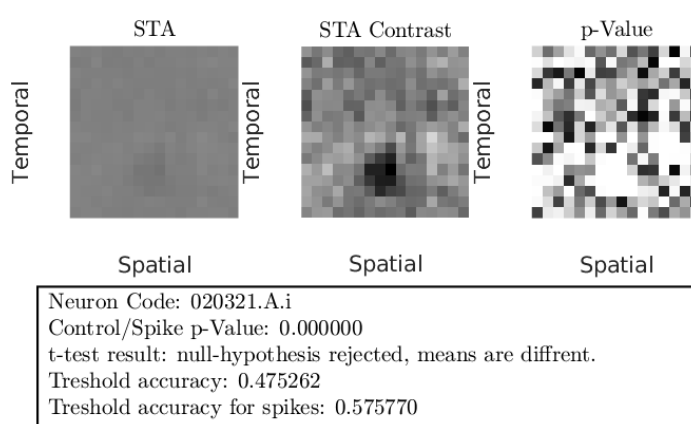 STA
STA Contrast
p-Value
Temporal
Temporal
Temporal
Spatial
Spatial
Spatial
Neuron Code: 020321.A.i
Control/Spike p-Value: 0.000000
t-test result: null-hypothesis rejected, means are diffrent.
Treshold accuracy: 0.475262
Treshold accuracy for spikes: 0.575770